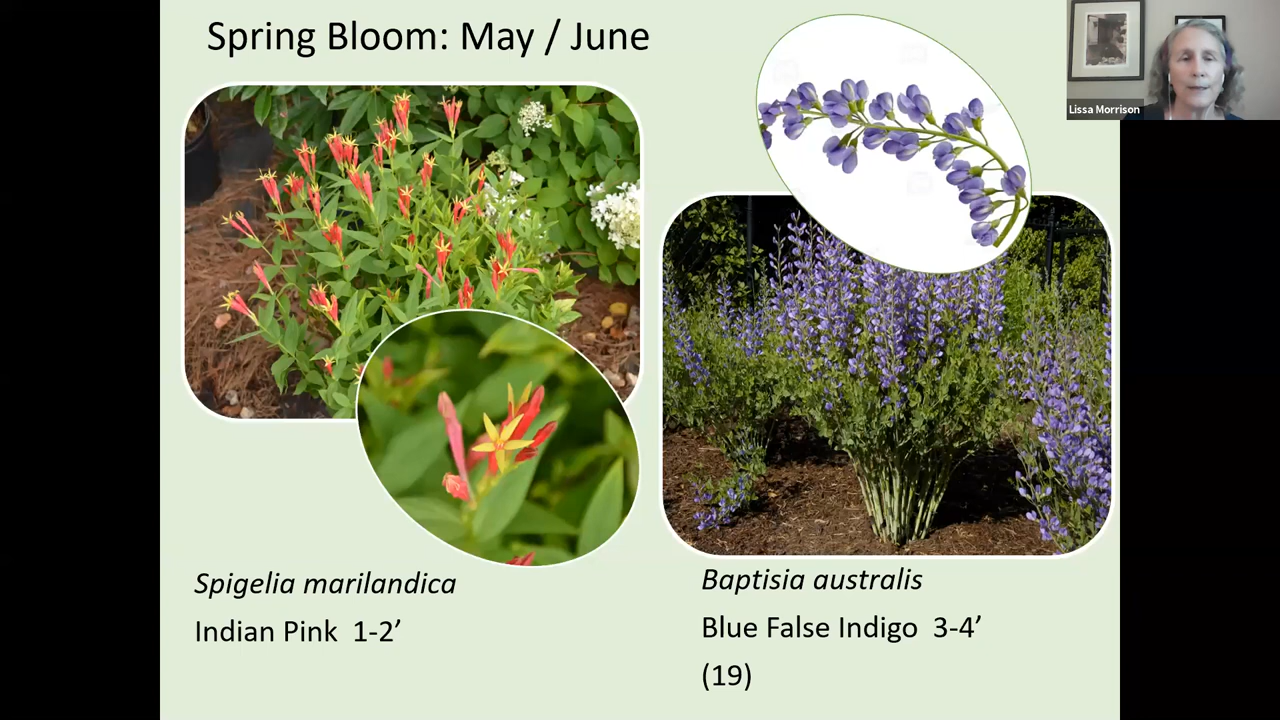 Spring Bloom: May / June
Lissa Morrison
Spigelia marilandica
Indian Pink 1-2’
Baptisia australis
Blue False Indigo 3-4’
(19)